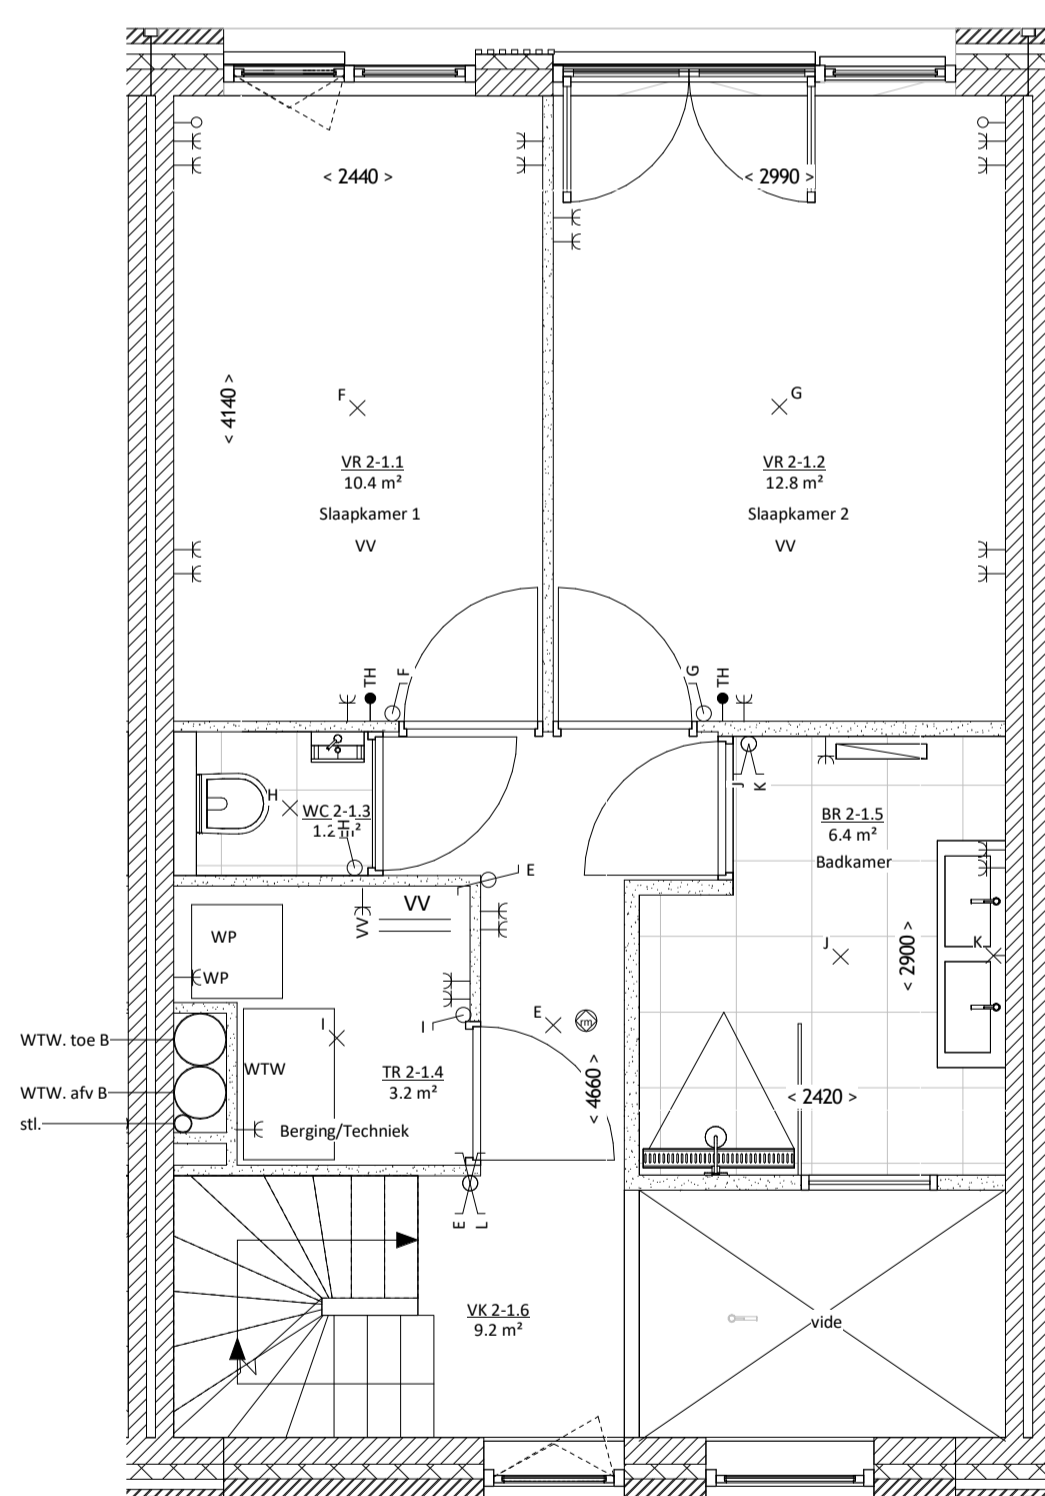 < 2440 >
< 2990 >
< 4140 >
F
G
VR 2-1.1
10.4 m²
Slaapkamer 1
VV
VR 2-1.2
12.8 m²
Slaapkamer 2
VV
TH
F
G
TH
H
WC 2-1.3
H
J
K
BR 2-1.5
6.4 m²
Badkamer
E
VV
VV
WP
WP
J
K
< 2900 >
I
I
E
rm
WTW. toe B
WTW
TR 2-1.4
3.2 m²
< 4660 >
< 2420 >
WTW. afv B
stl.
Berging/Techniek
E
L
VK 2-1.6
9.2 m²
vide